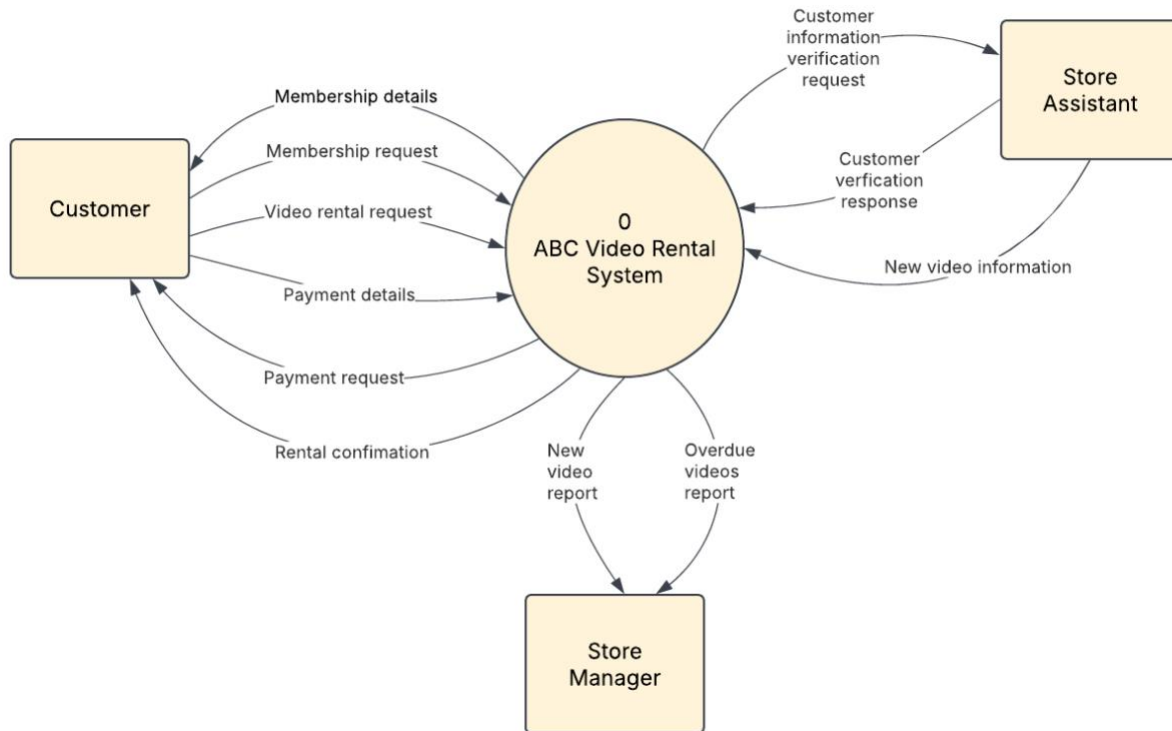 Customer
information
verification
request
Store
Assistant
Membership details
Membership request
Customer
Video rental request
Customer
verfication
response
0
ABC Video Rental
System
New video information
Payment details
Payment request
Rental confimation
New
video
report
Overdue
videos
report
Store
Manager